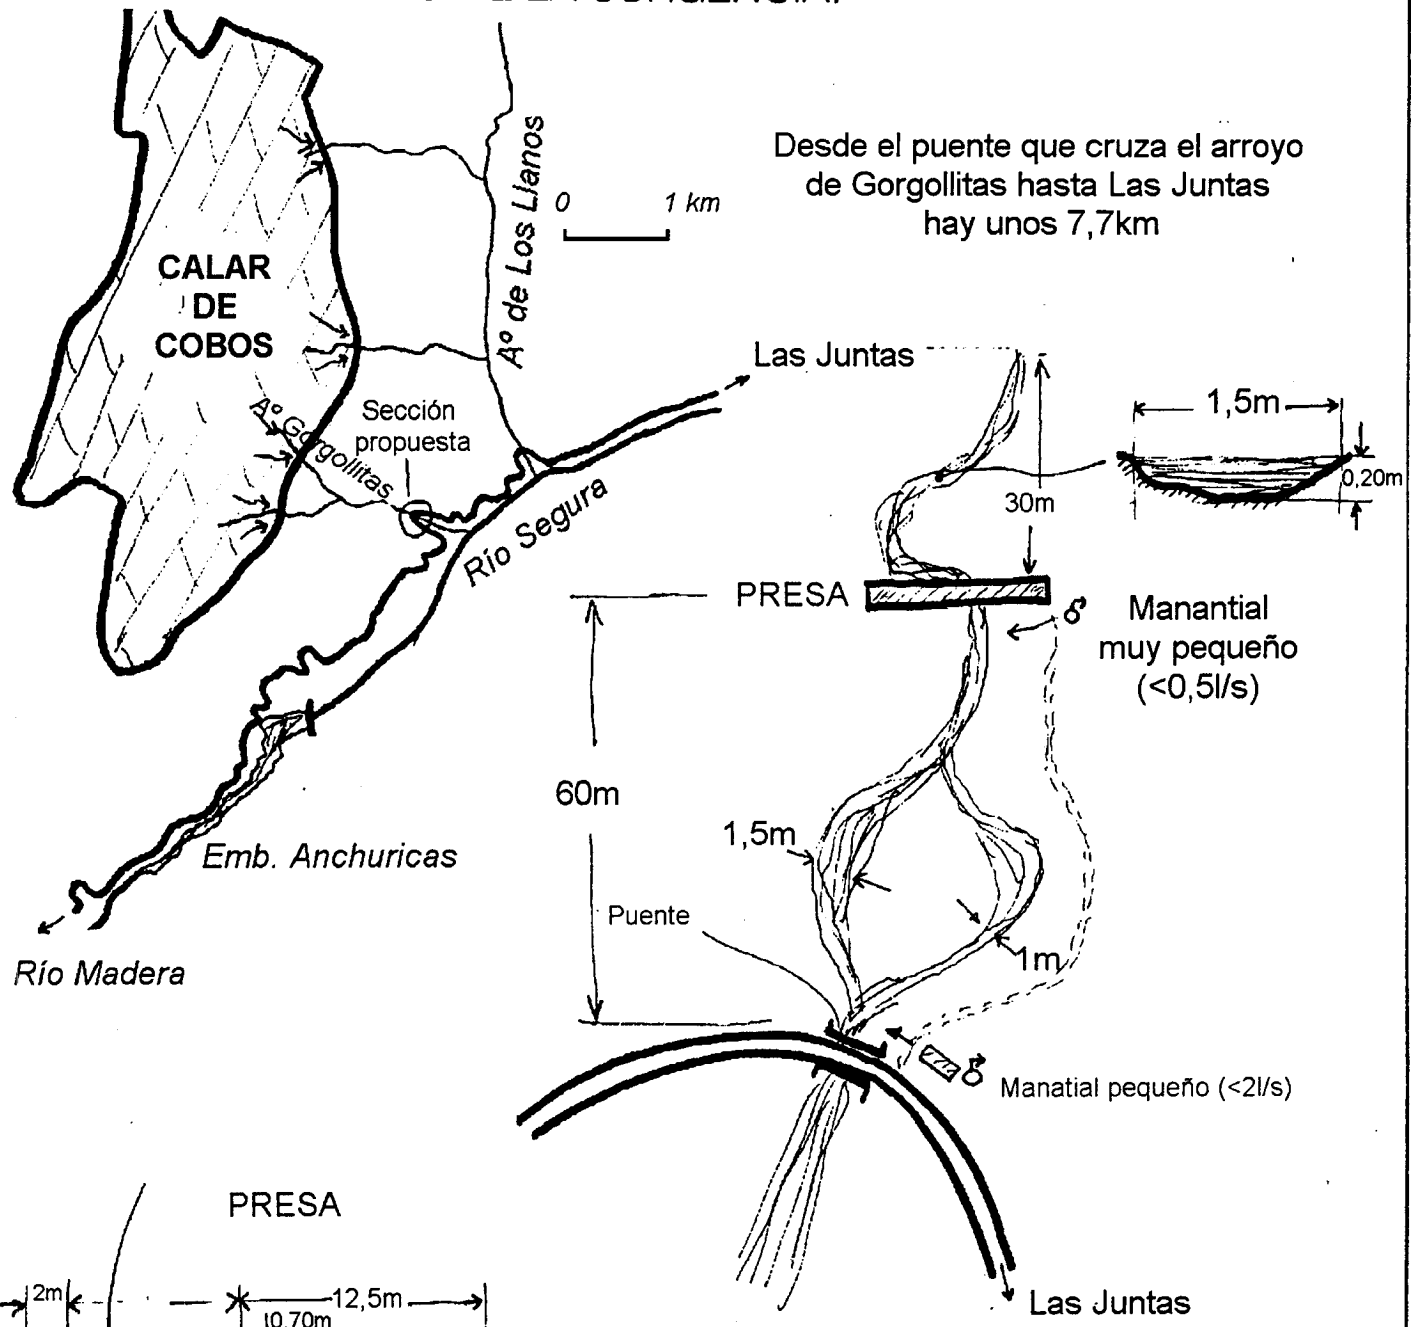 Desde el puente que cruza el arroyo
de Gorgollitas hasta Las Juntas
hay unos 7,7km
0 1 km
Aº de Los Llanos
CALAR
DE
COBOS
Las Juntas
1,5m
0,20m
Aº Gorgollitas
Sección
propuesta
30m
Río Segura
PRESA
Manantial
muy pequeño
(<0,5l/s)
60m
1,5m
Emb. Anchuricas
Puente
1m
Río Madera
Manatial pequeño (<2l/s)
PRESA
2m
12,5m
Las Juntas